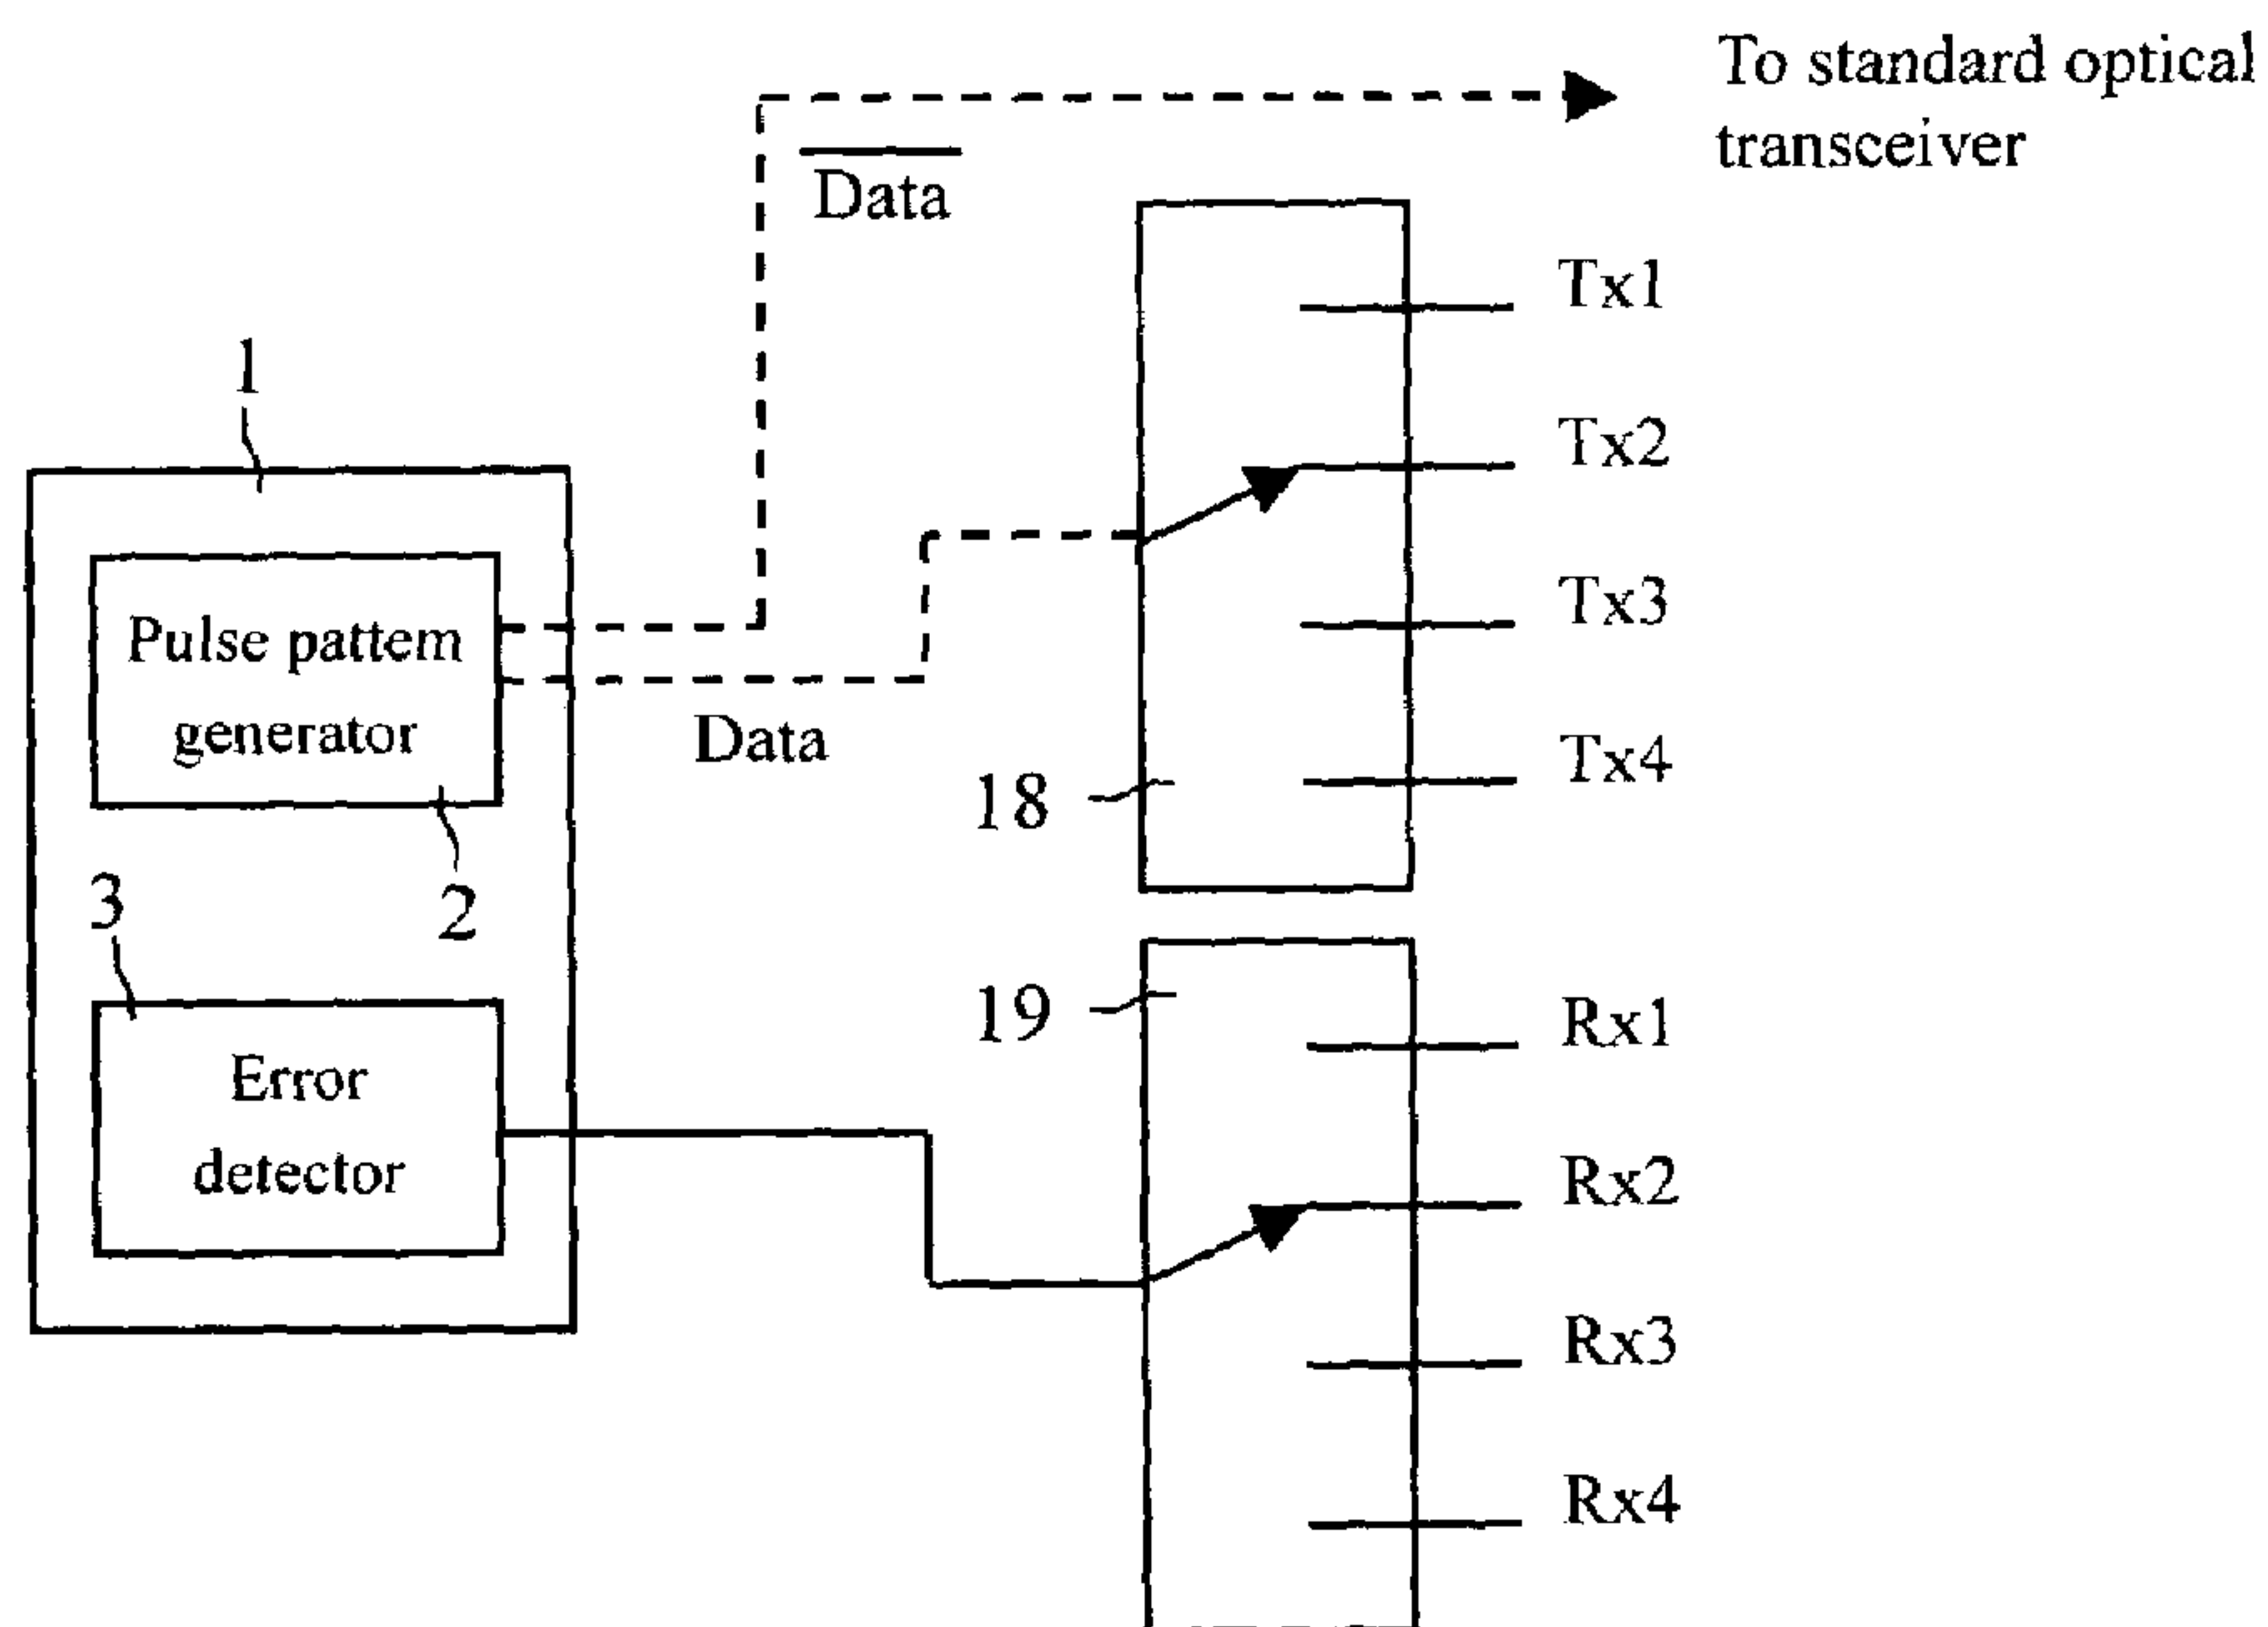 To standard optical
transceiver
Data
Tx1
1
Tx2
Tx3
Pulse pattem
generator
Data
Tx4
18
3
2
19
Rx1
Error
detector
Rx2
Rx3
Rx4